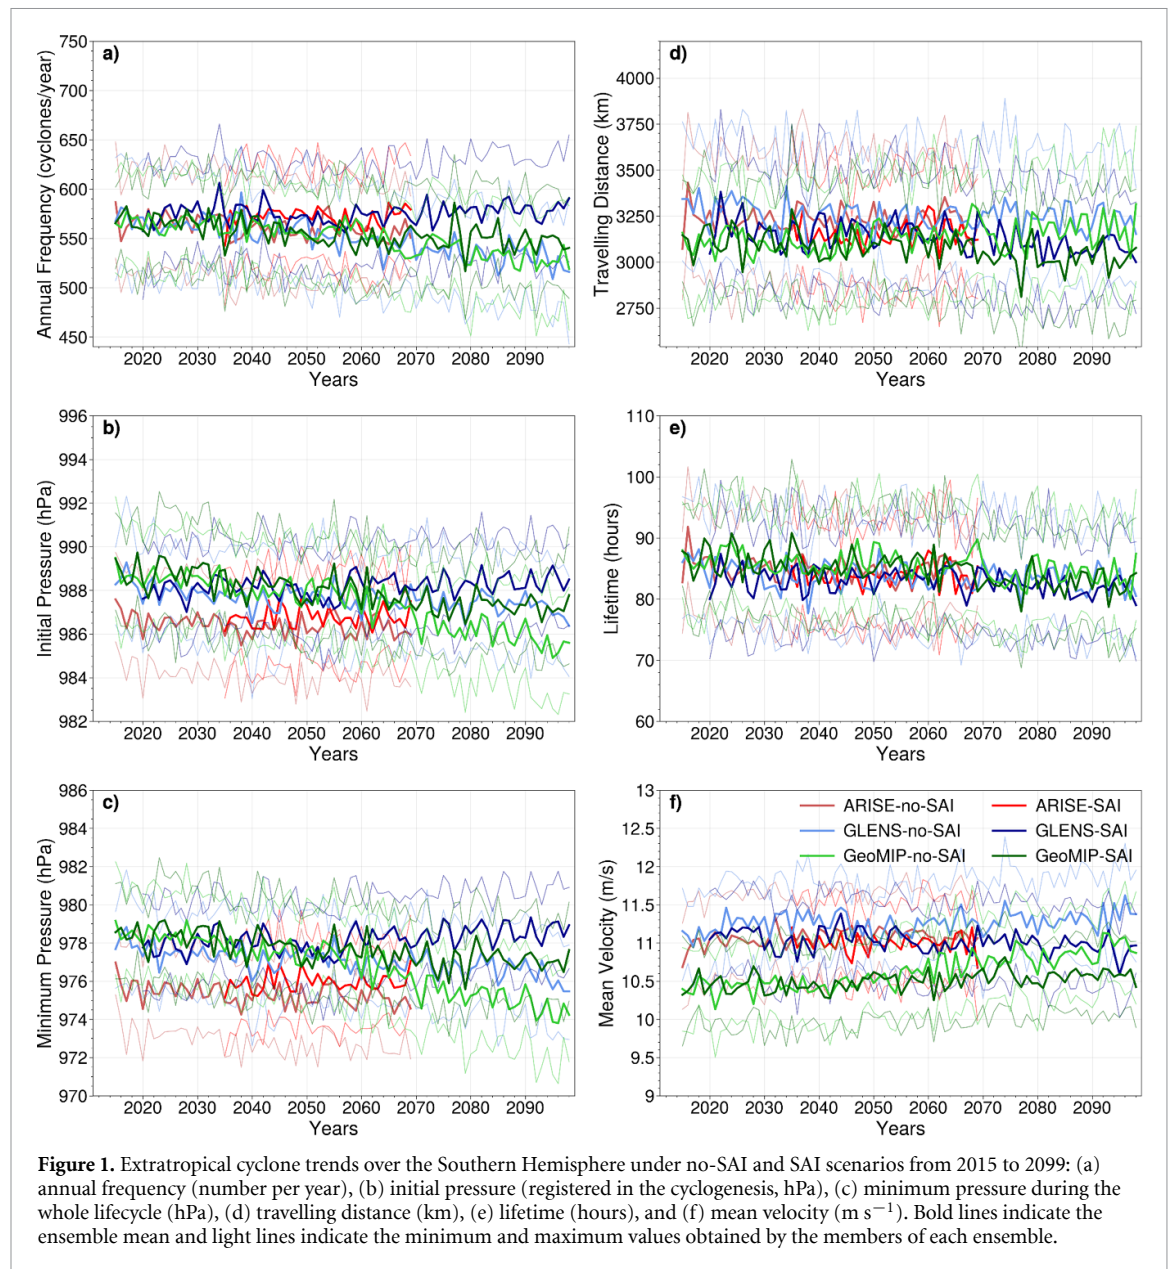 a)
Annual Frequency (cyclones/year)
750
700
650
600
550
500
450
2020 2030 2040 2050 2060 2070 2080 2090
Years
d)
Travelling Distance (km)
4000
3750
3500
3250
3000
2750
2020 2030 2040 2050 2060 2070 2080 2090
Years
b)
Initial Pressure (hPa)
996
994
992
990
988
986
984
982
2020 2030 2040 2050 2060 2070 2080 2090
Years
e)
Lifetime (hours)
110
100
90
80
70
60
2020 2030 2040 2050 2060 2070 2080 2090
Years
c)
Minimum Pressure (hPa)
986
984
982
980
978
976
974
972
970
2020 2030 2040 2050 2060 2070 2080 2090
Years
f)
Mean Velocity (m/s)
13
12.5
12
11.5
11
10.5
10
9.5
9
ARISE-no-SAI ARISE-SAI
GLENS-no-SAI GLENS-SAI
GeoMIP-no-SAI GeoMIP-SAI
2020 2030 2040 2050 2060 2070 2080 2090
Years
Figure 1. Extratropical cyclone trends over the Southern Hemisphere under no-SAI and SAI scenarios from 2015 to 2099: (a)
annual frequency (number per year), (b) initial pressure (registered in the cyclogenesis, hPa), (c) minimum pressure during the
whole lifecycle (hPa), (d) travelling distance (km), (e) lifetime (hours), and (f) mean velocity (m s−1). Bold lines indicate the
ensemble mean and light lines indicate the minimum and maximum values obtained by the members of each ensemble.